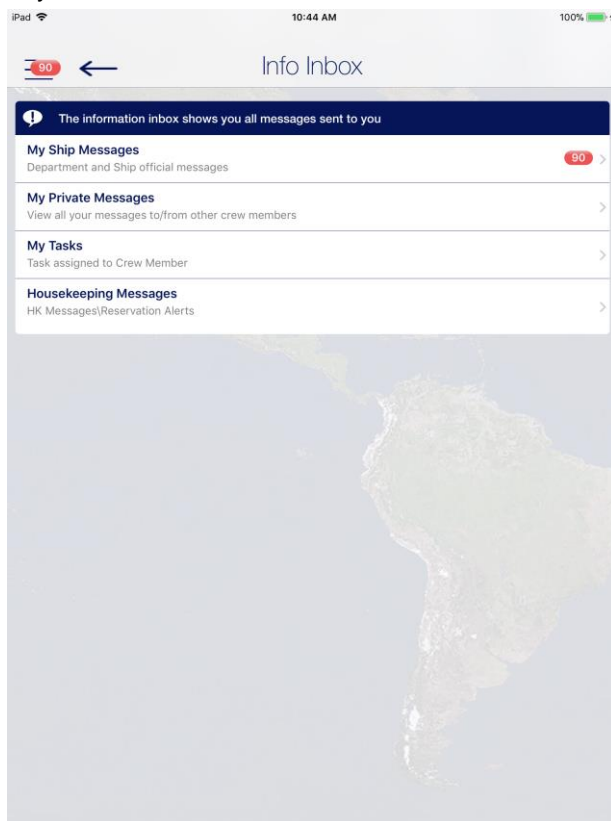 iPad 10:44 AM 100%
90 Info Inbox
The information inbox shows you all messages sent to you
My Ship Messages
Department and Ship official messages
90
My Private Messages
View all your messages to/from other crew members
My Tasks
Task assigned to Crew Member
Housekeeping Messages
HK Messages\Reservation Alerts